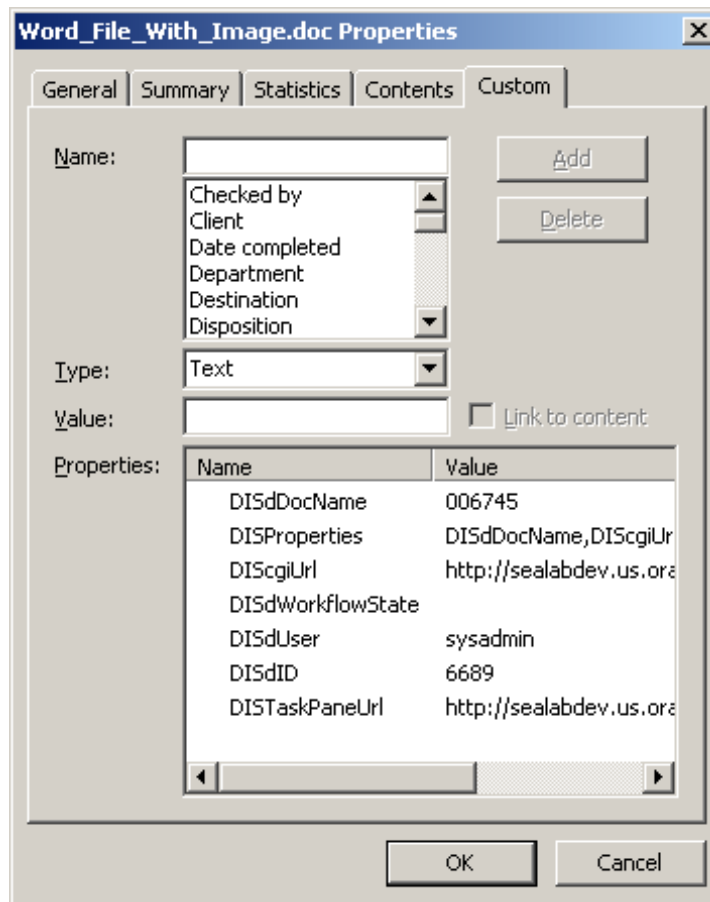 Word_File_With_Image.doc Properties
General Summary Statistics Contents Custom
Name: Add
Checked by
Client
Date completed
Department
Destination
Disposition
Delete
Type: Text
Value: Link to content
Properties: Name Value
DISdDocName 006745
DISProperties DISdDocName,DIScgiUr
DIScgiUrl http://sealabdev.us.ora
DISdWorkflowState
DISdUser sysadmin
DISdID 6689
DISTaskPaneUrl http://sealabdev.us.ora
OK Cancel